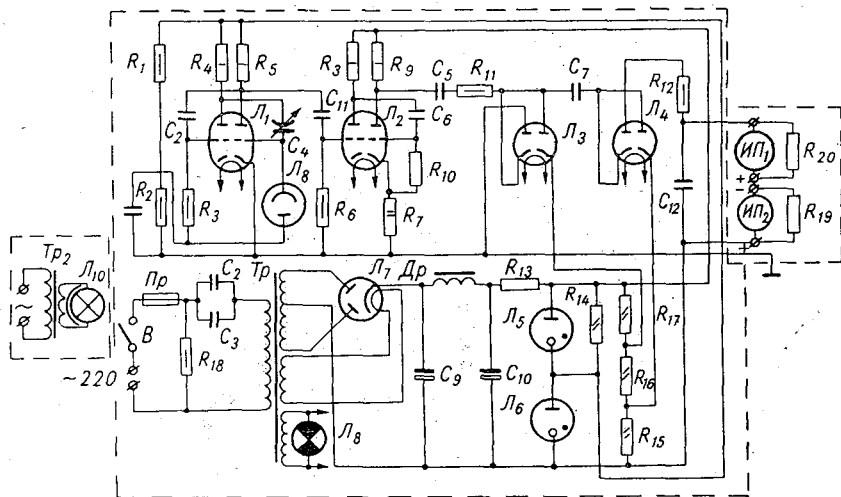 R1 R4 R5 R3 R9 C5 R11 C7 R12
C2 Л1 C11 Л2 C6 Л3 Л4
C4 ИП1 R20
R2 R3 Л8 R6 R10 R7 C12 + − ИП2 R19 +
Тр2 Л10 ~
Пр C2 Тр Л7 Др R13
В C3 R18 Л5 R14 R17
~220 C9 C10 R16
Л8 Л6 R15